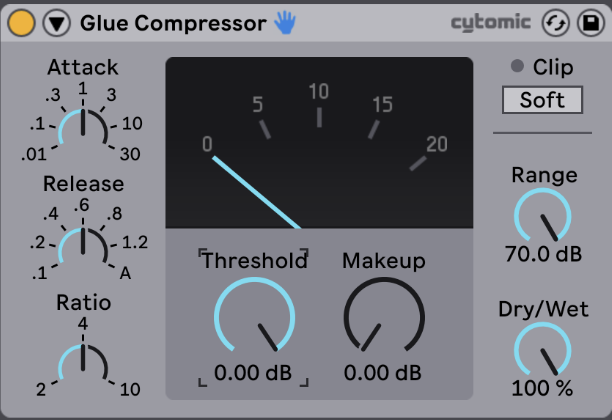 Glue Compressor
cytomic
Attack
.01
.1
.3
1
3
10
30
Release
.1
.2
.4
.6
.8
1.2
A
Ratio
2
4
10
0
5
10
15
20
Threshold
0.00 dB
Makeup
0.00 dB
Clip
Soft
Range
70.0 dB
Dry/Wet
100 %